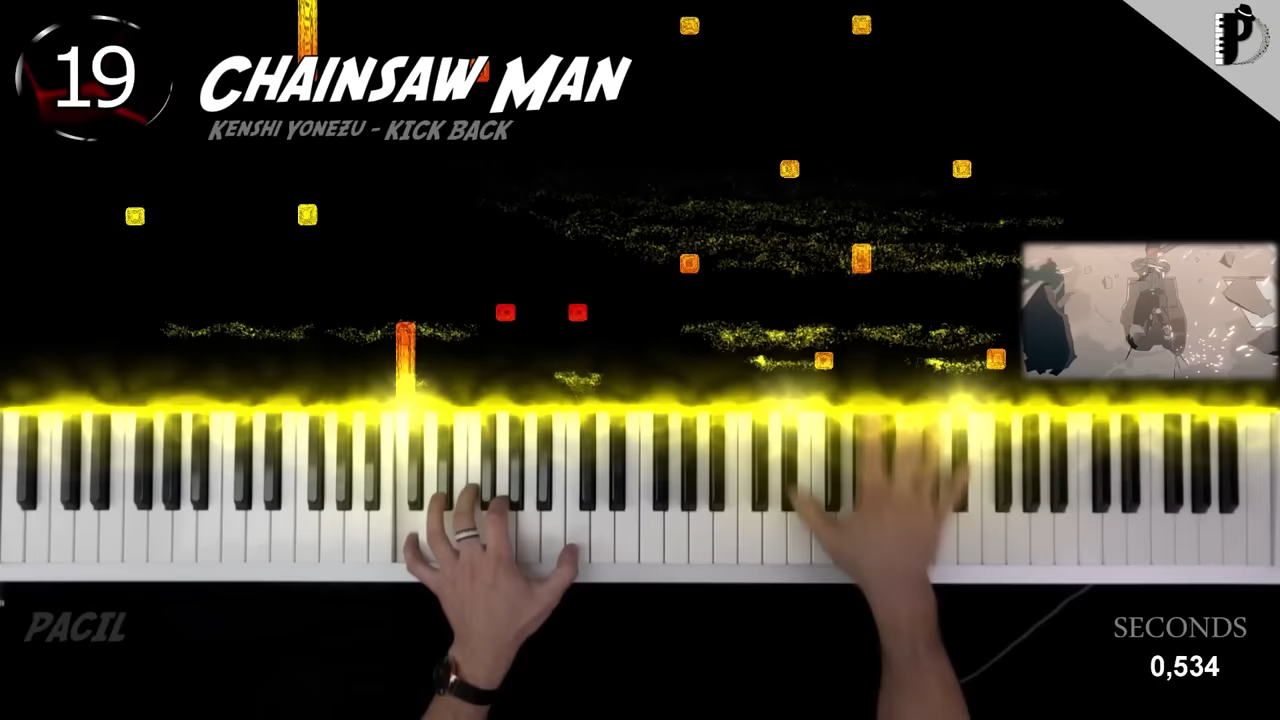 19
CHAINSAW MAN
KENSHI YONEZU - KICK BACK
P
PACIL
SECONDS
0,534